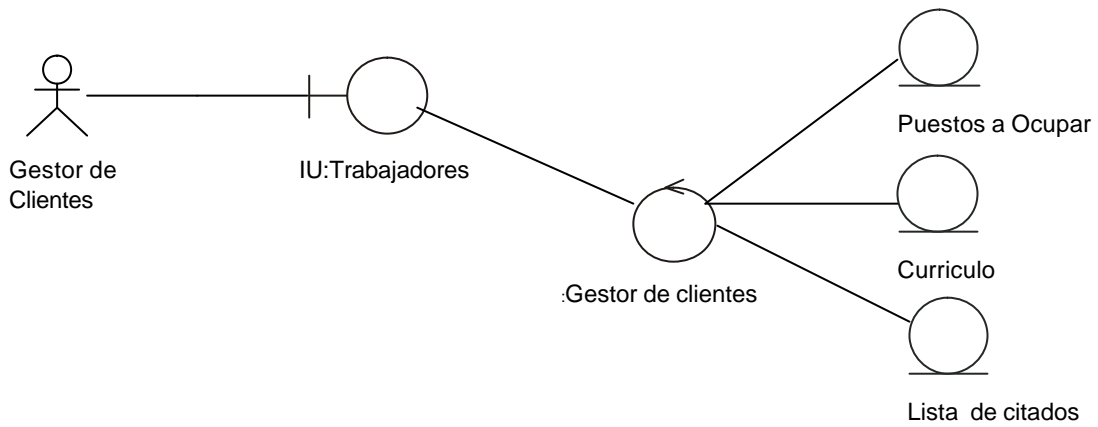 Gestor de
Clientes
IU:Trabajadores
:Gestor de clientes
Puestos a Ocupar
Curriculo
Lista de citados